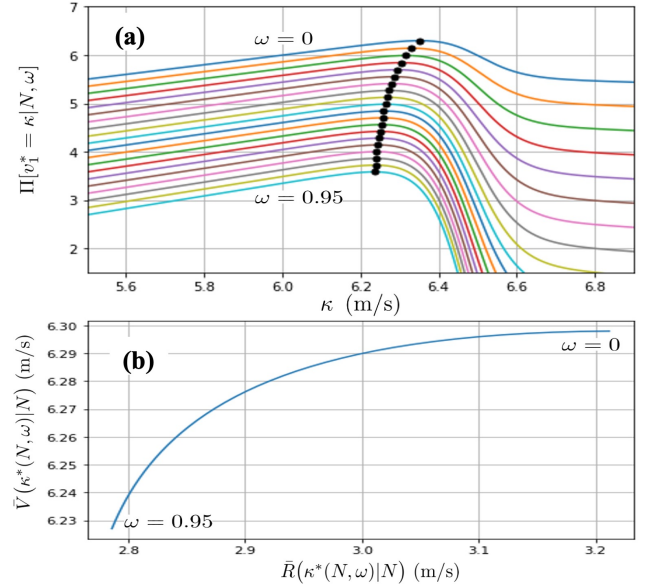 (a)
ω = 0
ω = 0.95
Π[v₁* = κ|N, ω]
7
6
5
4
3
2
5.6 5.8 6.0 6.2 6.4 6.6 6.8
κ (m/s)
(b)
ω = 0
ω = 0.95
V̄(κ*(N, ω)|N) (m/s)
6.30
6.29
6.28
6.27
6.26
6.25
6.24
6.23
2.8 2.9 3.0 3.1 3.2
R̄(κ*(N, ω)|N) (m/s)